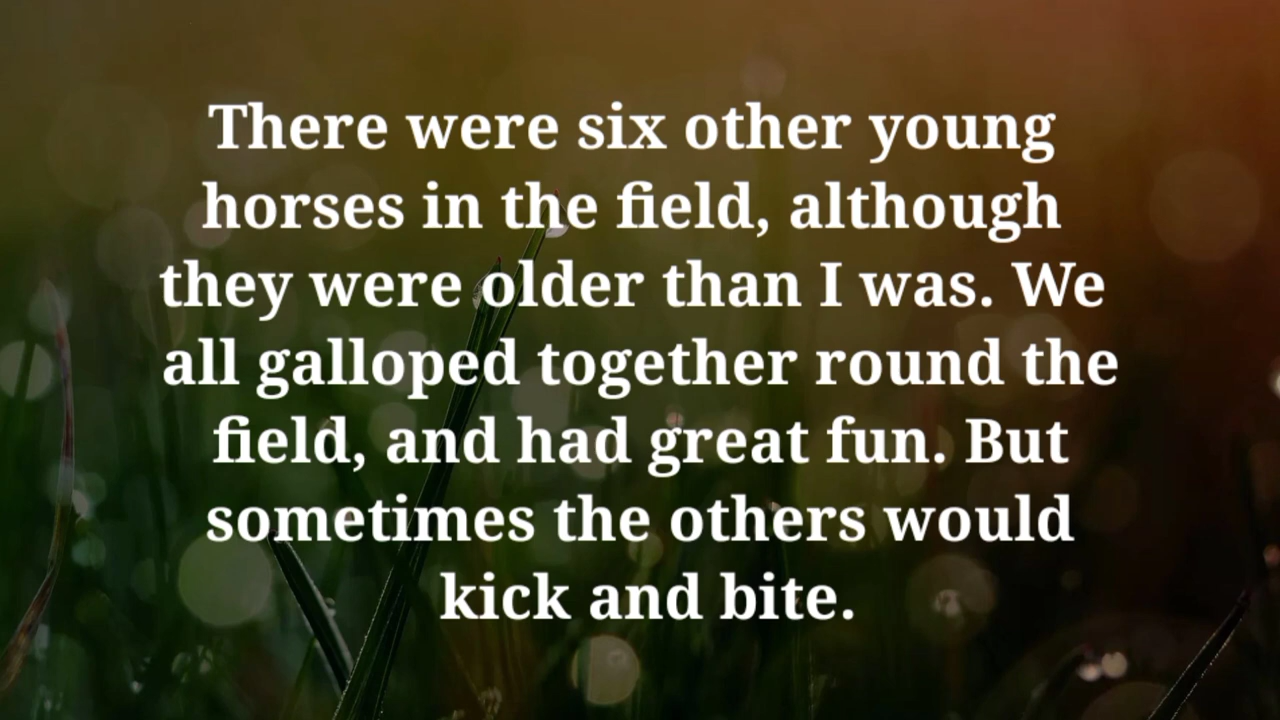 There were six other young
horses in the field, although
they were older than I was. We
all galloped together round the
field, and had great fun. But
sometimes the others would
kick and bite.